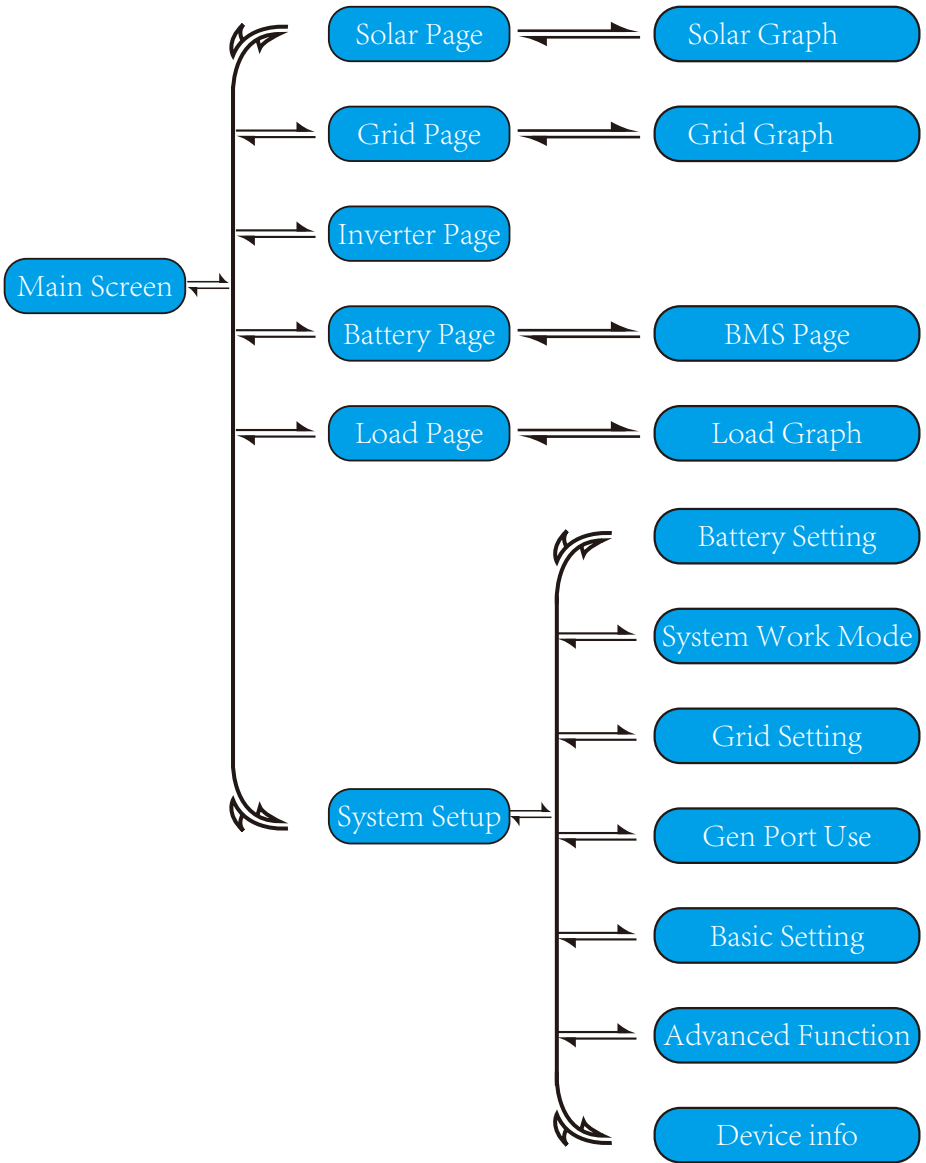 Solar Page
Solar Graph
Grid Page
Grid Graph
Inverter Page
Main Screen
Battery Page
BMS Page
Load Page
Load Graph
Battery Setting
System Work Mode
Grid Setting
System Setup
Gen Port Use
Basic Setting
Advanced Function
Device info